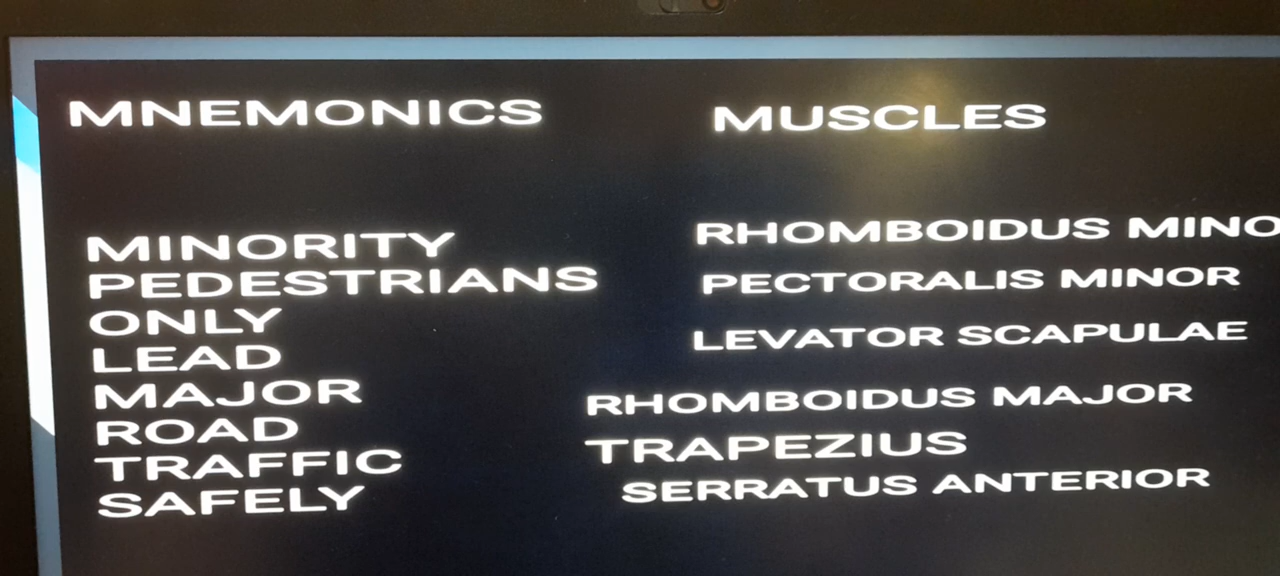 MNEMONICS MUSCLES
MINORITY RHOMBOIDUS MINO
PEDESTRIANS PECTORALIS MINOR
ONLY
LEAD LEVATOR SCAPULAE
MAJOR RHOMBOIDUS MAJOR
ROAD
TRAFFIC TRAPEZIUS
SAFELY SERRATUS ANTERIOR